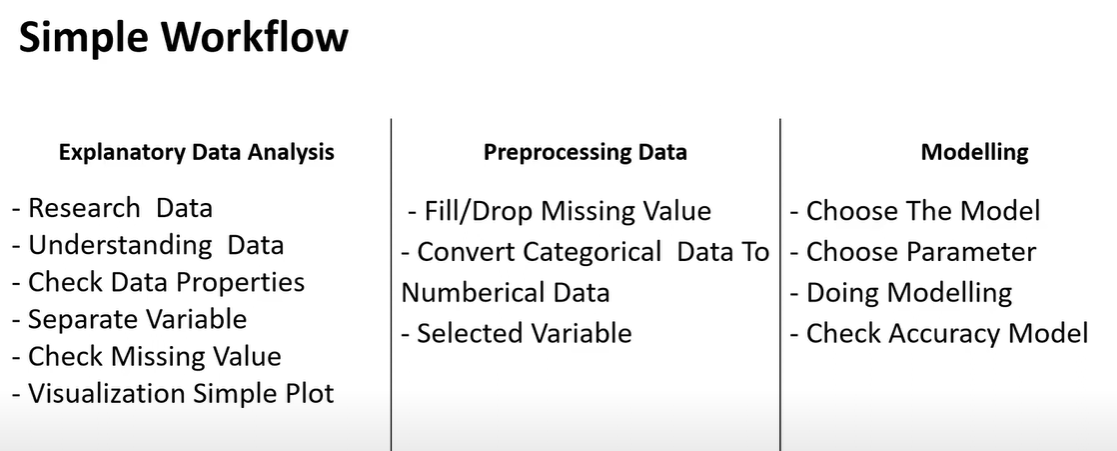 Simple Workflow
Explanatory Data Analysis
- Research Data
- Understanding Data
- Check Data Properties
- Separate Variable
- Check Missing Value
- Visualization Simple Plot
Preprocessing Data
- Fill/Drop Missing Value
- Convert Categorical Data To
Numberical Data
- Selected Variable
Modelling
- Choose The Model
- Choose Parameter
- Doing Modelling
- Check Accuracy Model